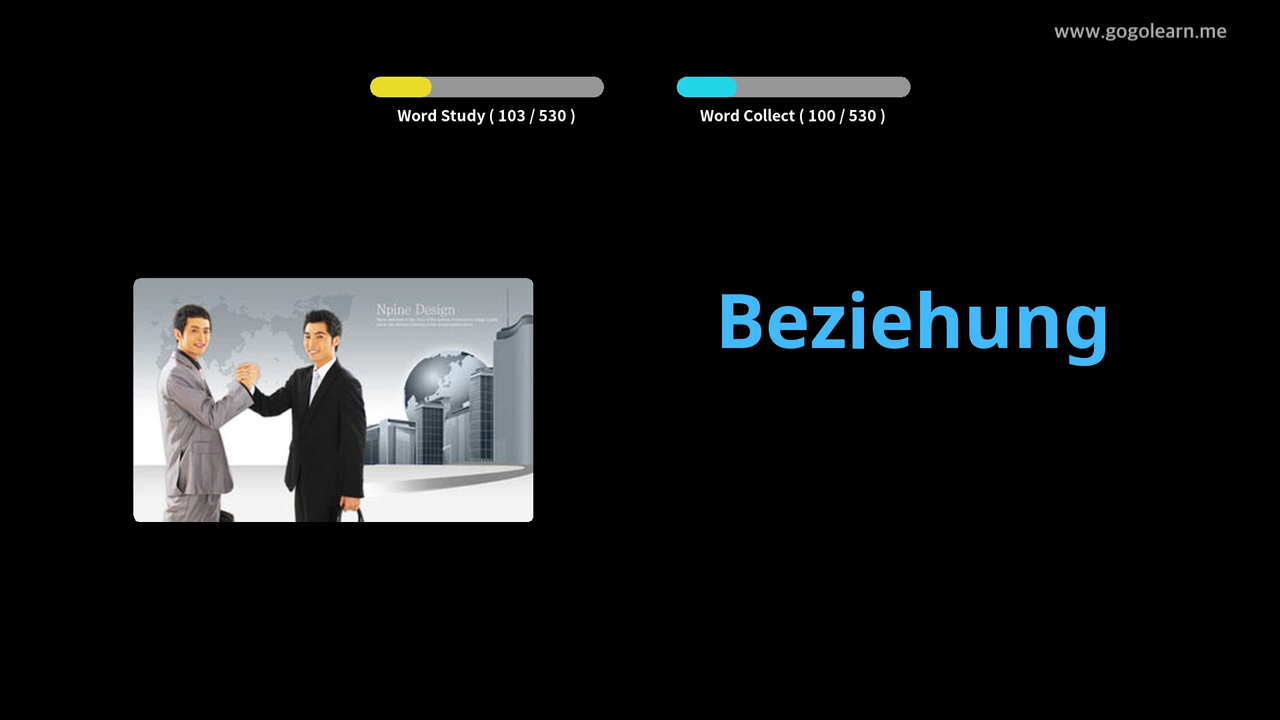 www.gogolearn.me
Word Study ( 103 / 530 )
Word Collect ( 100 / 530 )
Npine Design
Beziehung